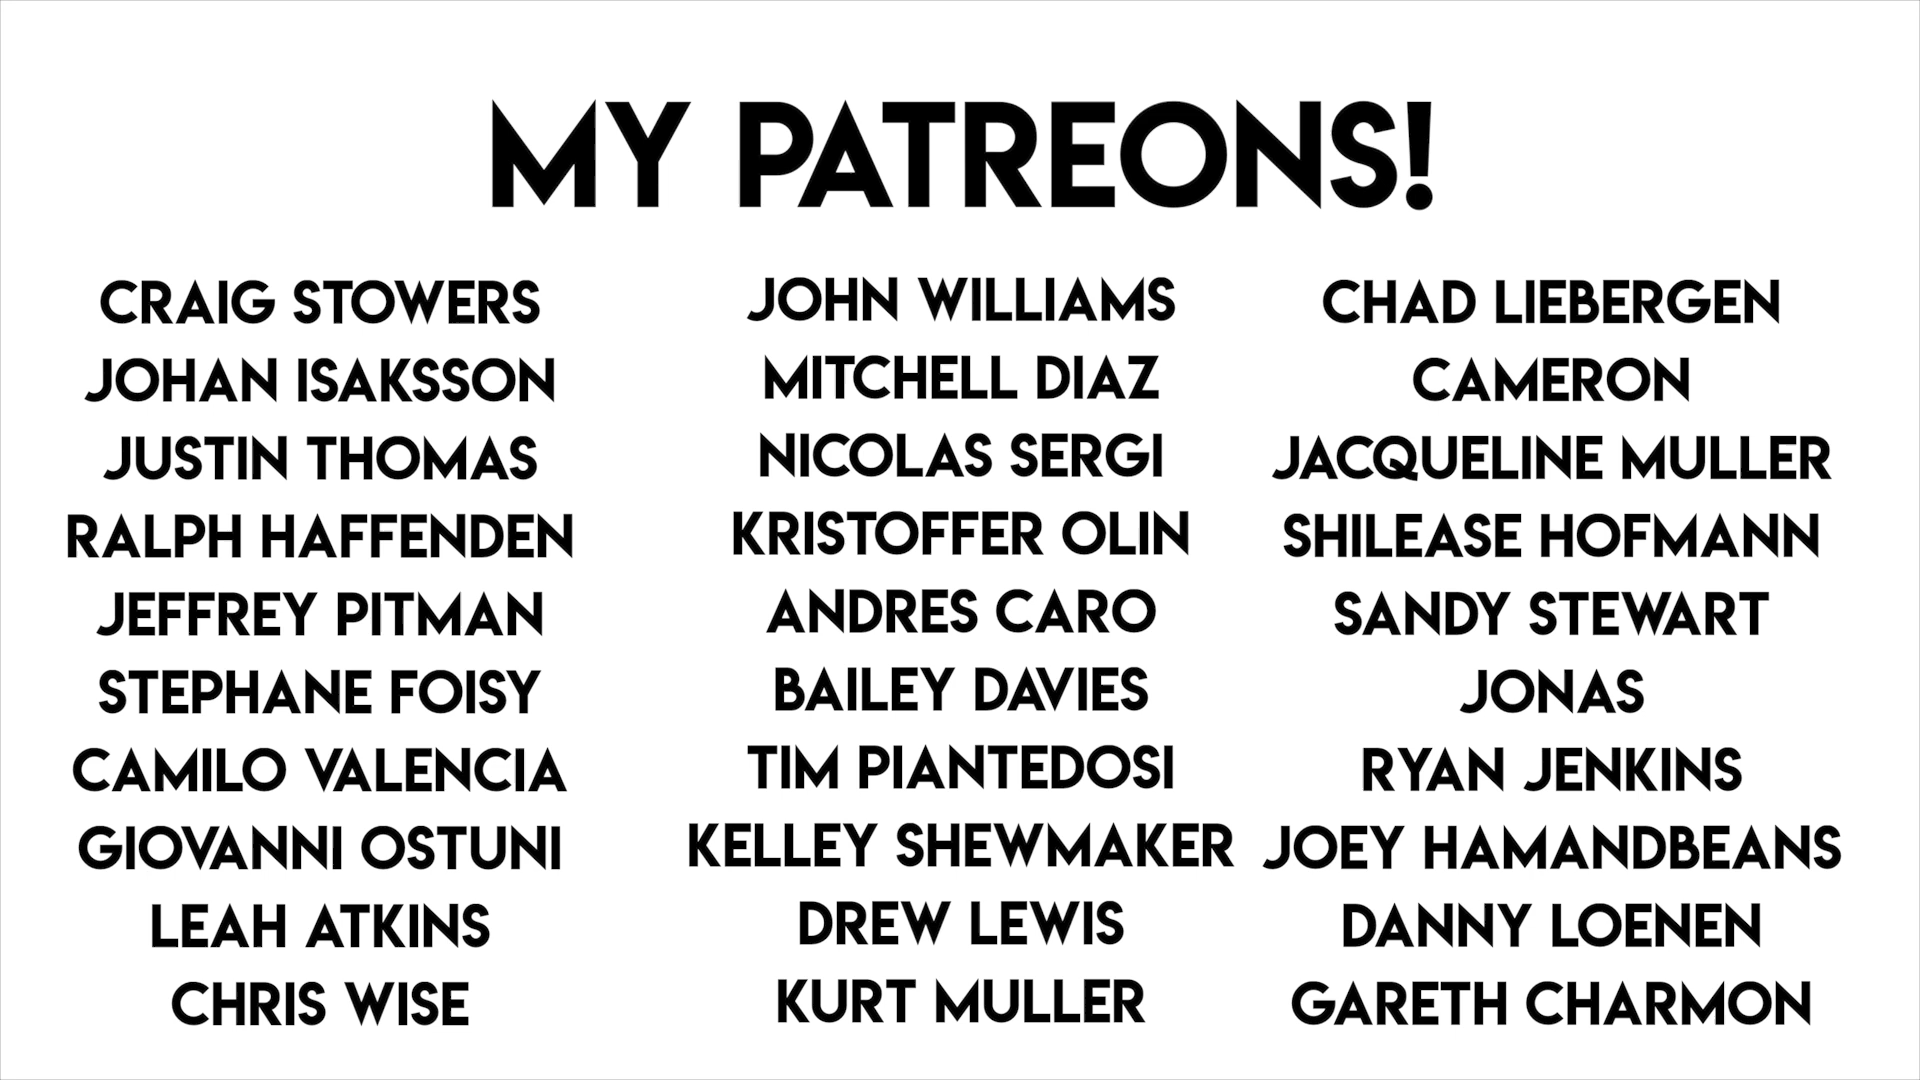 MY PATREONS!
CRAIG STOWERS
JOHAN ISAKSSON
JUSTIN THOMAS
RALPH HAFFENDEN
JEFFREY PITMAN
STEPHANE FOISY
CAMILO VALENCIA
GIOVANNI OSTUNI
LEAH ATKINS
CHRIS WISE
JOHN WILLIAMS
MITCHELL DIAZ
NICOLAS SERGI
KRISTOFFER OLIN
ANDRES CARO
BAILEY DAVIES
TIM PIANTEDOSI
KELLEY SHEWMAKER
DREW LEWIS
KURT MULLER
CHAD LIEBERGEN
CAMERON
JACQUELINE MULLER
SHILEASE HOFMANN
SANDY STEWART
JONAS
RYAN JENKINS
JOEY HAMANDBEANS
DANNY LOENEN
GARETH CHARMON